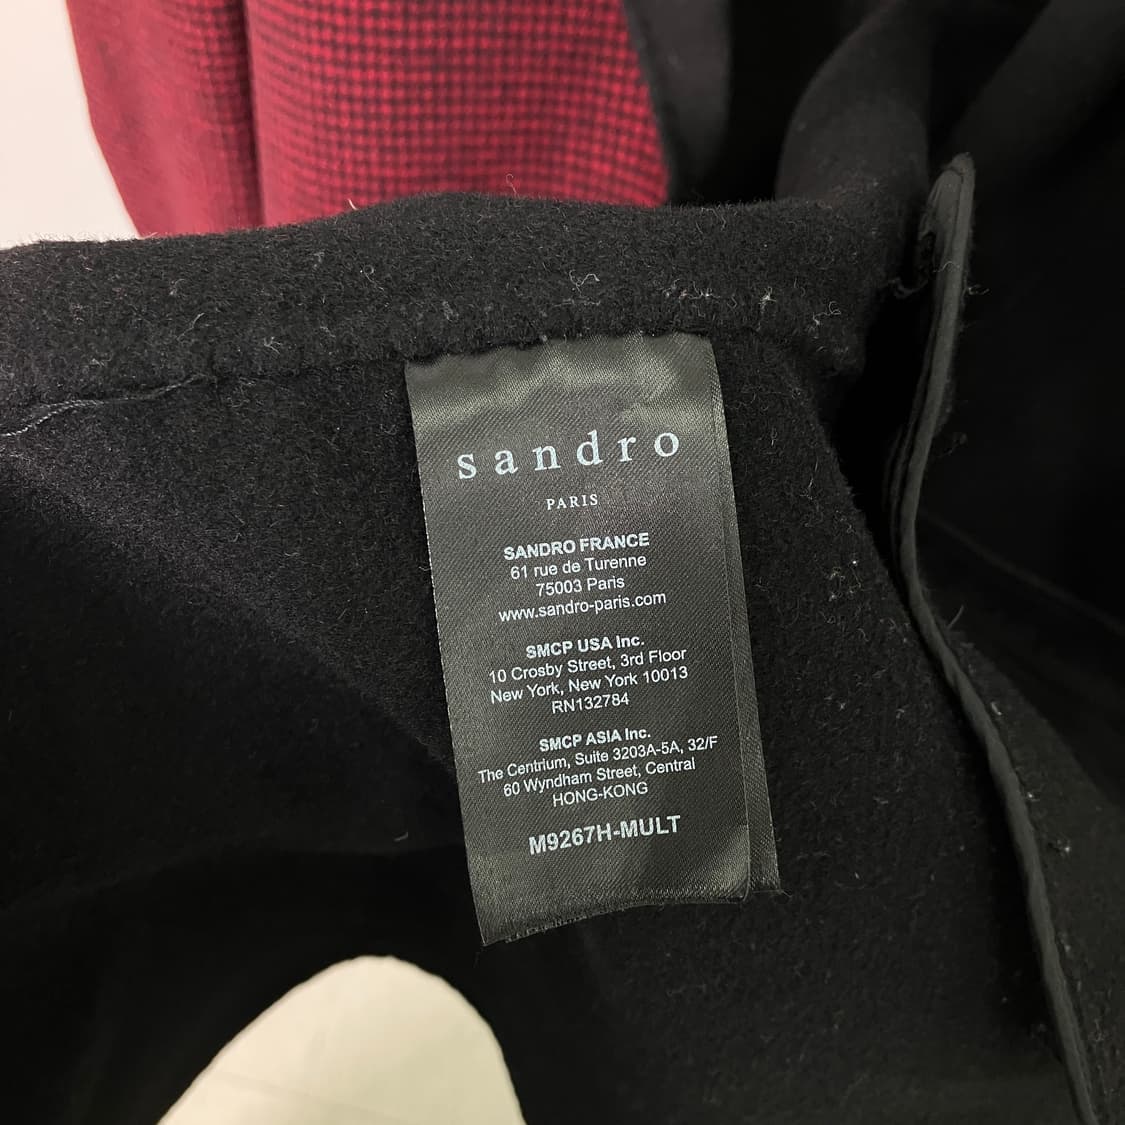 sandro
PARIS
SANDRO FRANCE
61 rue de Turenne
75003 Paris
www.sandro-paris.com
SMCP USA Inc.
10 Crosby Street, 3rd Floor
New York, New York 10013
RN132784
SMCP ASIA Inc.
The Centrium, Suite 3203A-5A, 32/F
60 Wyndham Street, Central
HONG-KONG
M9267H-MULT